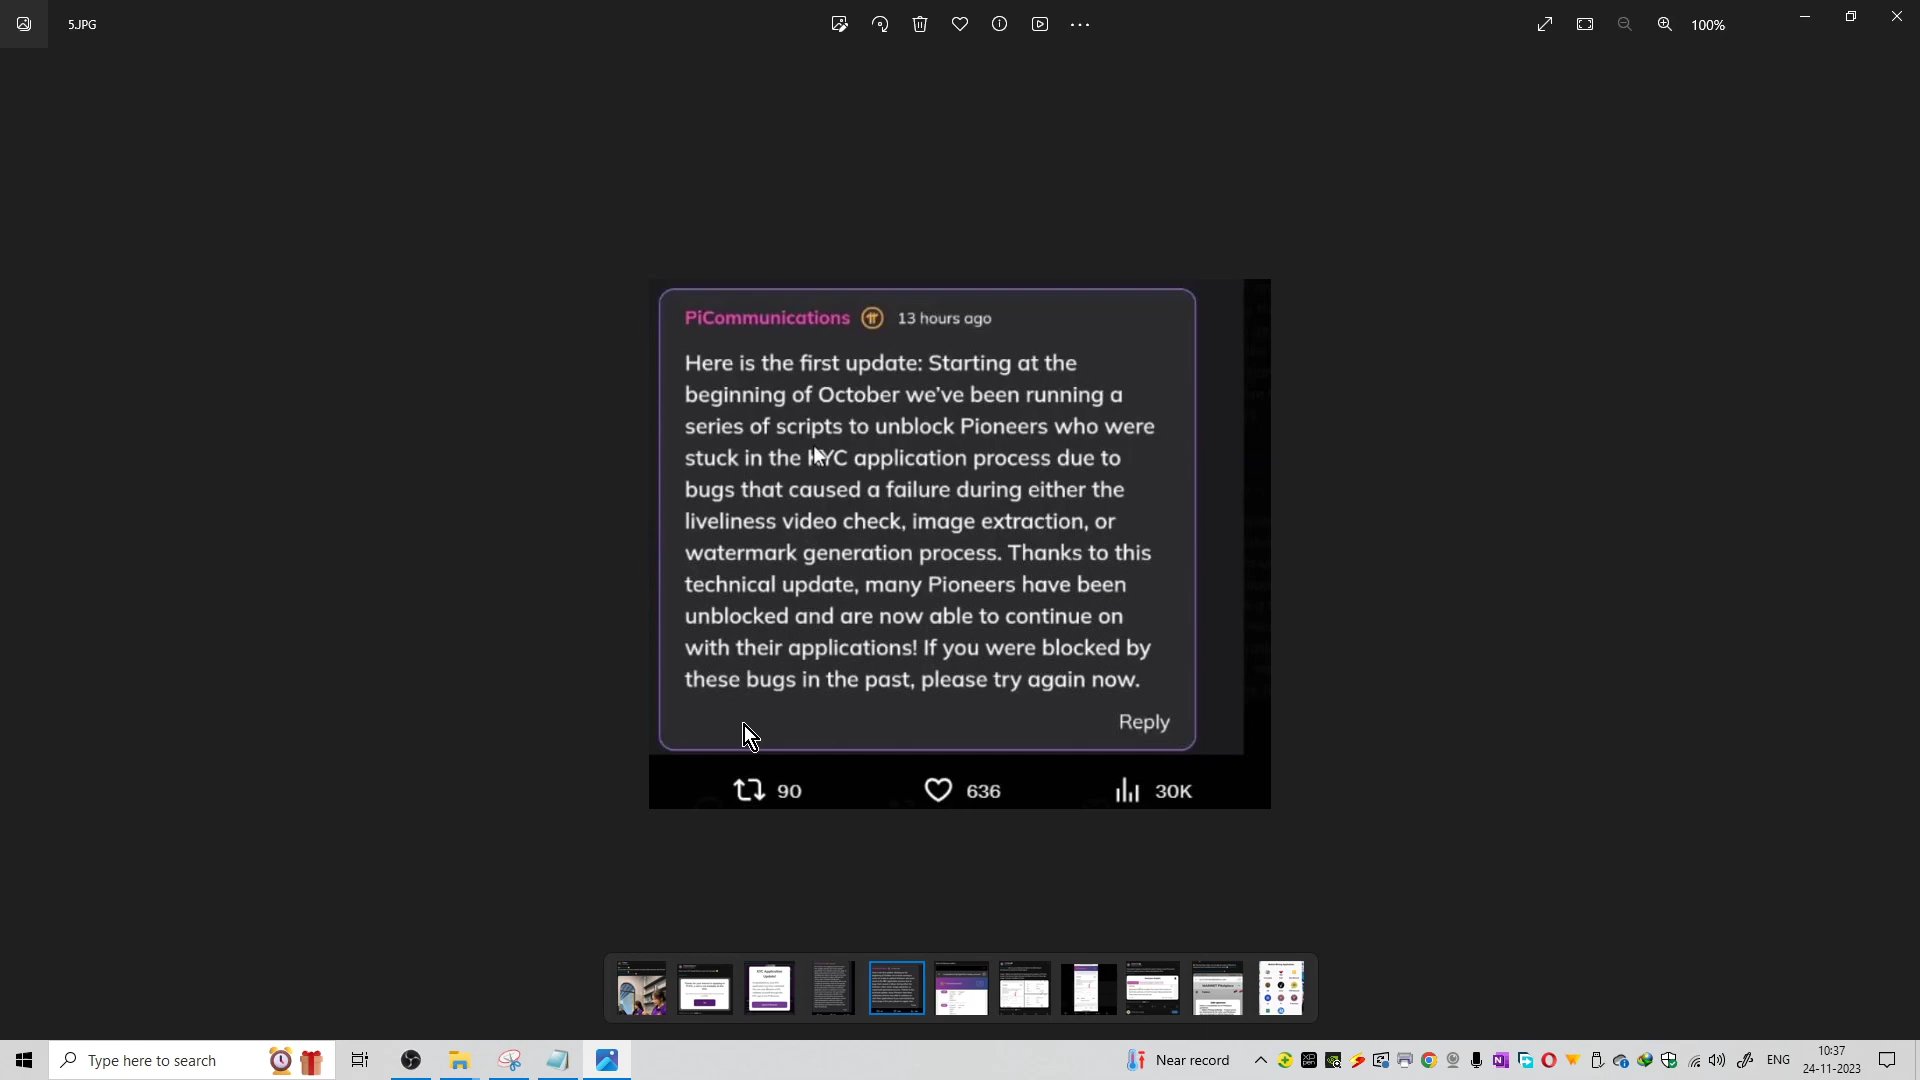 5.JPG
100%
PiCommunications 13 hours ago
Here is the first update: Starting at the
beginning of October we've been running a
series of scripts to unblock Pioneers who were
stuck in the KYC application process due to
bugs that caused a failure during either the
liveliness video check, image extraction, or
watermark generation process. Thanks to this
technical update, many Pioneers have been
unblocked and are now able to continue on
with their applications! If you were blocked by
these bugs in the past, please try again now.
Reply
90 636 30K
Type here to search
Near record
ENG
10:37
24-11-2023